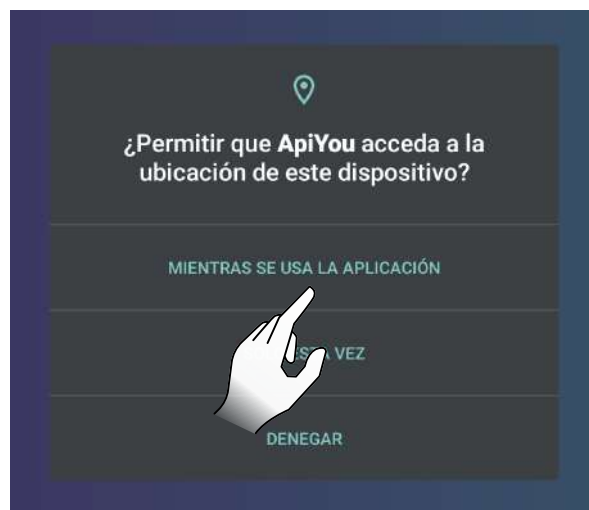 ¿Permitir que ApiYou acceda a la
ubicación de este dispositivo?
MIENTRAS SE USA LA APLICACIÓN
VEZ
DENEGAR